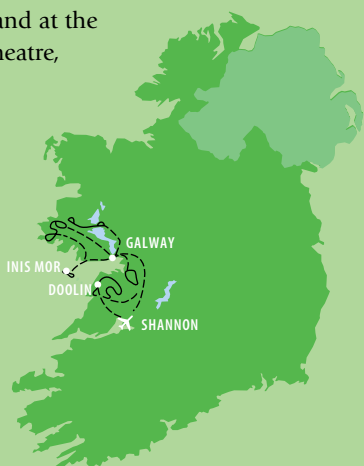 and at the
heatre,
GALWAY
INIS MOR
DOOLIN
SHANNON